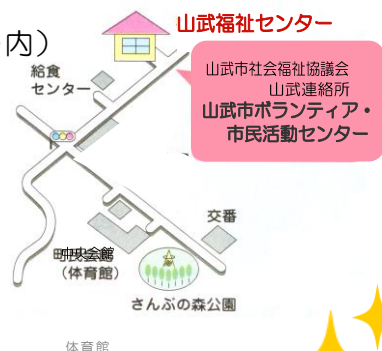 山武福祉センター
内）
山武市社会福祉協議会
山武連絡所
山武市ボランティア・
市民活動センター
給食
センター
交番
中央会館
（体育館）
さんぶの森公園
体育館